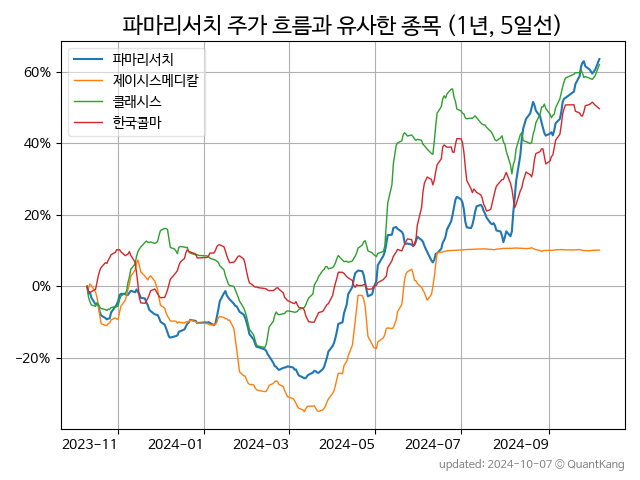 파마리서치 주가 흐름과 유사한 종목 (1년, 5일선)
파마리서치
제이시스메디칼
클래시스
한국콜마
60%
40%
20%
0%
−20%
2023-11
2024-01
2024-03
2024-05
2024-07
2024-09
updated: 2024-10-07 © QuantKang